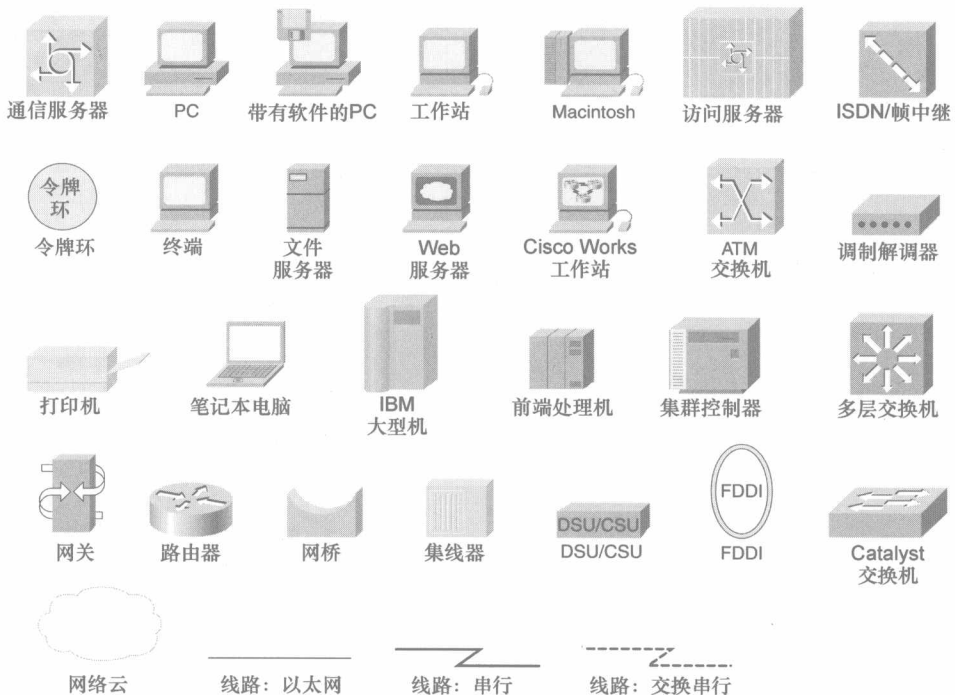 通信服务器
PC
带有软件的PC
工作站
Macintosh
访问服务器
ISDN/帧中继
令牌
环
令牌环
终端
文件
服务器
Web
服务器
Cisco Works
工作站
ATM
交换机
调制解调器
打印机
笔记本电脑
IBM
大型机
前端处理机
集群控制器
多层交换机
网关
路由器
网桥
集线器
DSU/CSU
DSU/CSU
FDDI
FDDI
Catalyst
交换机
网络云
线路：以太网
线路：串行
线路：交换串行